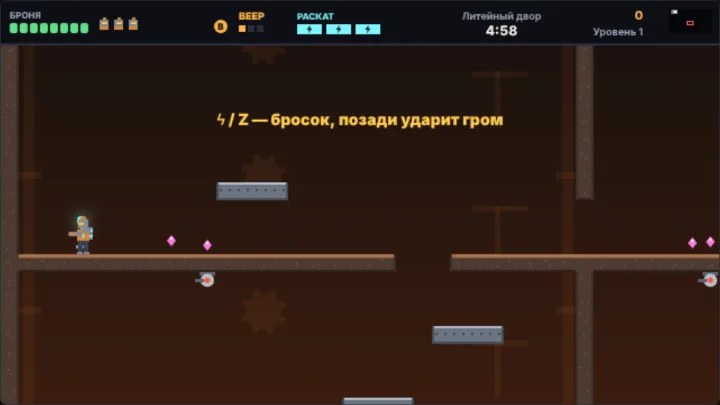 БРОНЯ
B
ВЕЕР
РАСКАТ
Литейный двор
4:58
0
Уровень 1
ϟ / Z — бросок, позади ударит гром